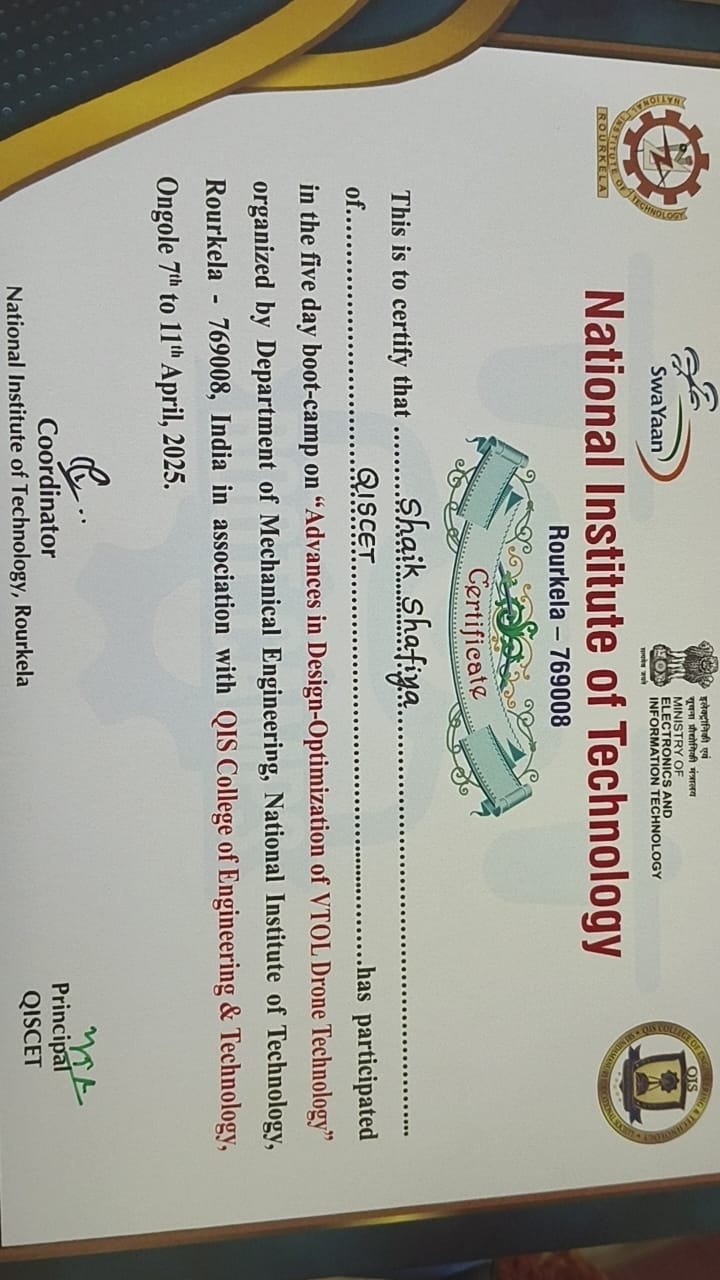 NATIONAL INSTITUTE OF TECHNOLOGY
ROURKELA
SwaYaan
इलेक्ट्रॉनिकी एवं
सूचना प्रौद्योगिकी मंत्रालय
MINISTRY OF
ELECTRONICS AND
INFORMATION TECHNOLOGY
सत्यमेव जयते
QIS
National Institute of Technology
Rourkela – 769008
Certificate
This is to certify that .........Shaik Shafiya.........
of.........QISCET.........has participated
in the five day boot-camp on “Advances in Design-Optimization of VTOL Drone Technology”
organized by Department of Mechanical Engineering, National Institute of Technology,
Rourkela - 769008, India in association with QIS College of Engineering & Technology,
Ongole 7th to 11th April, 2025.
Coordinator
National Institute of Technology, Rourkela
Principal
QISCET